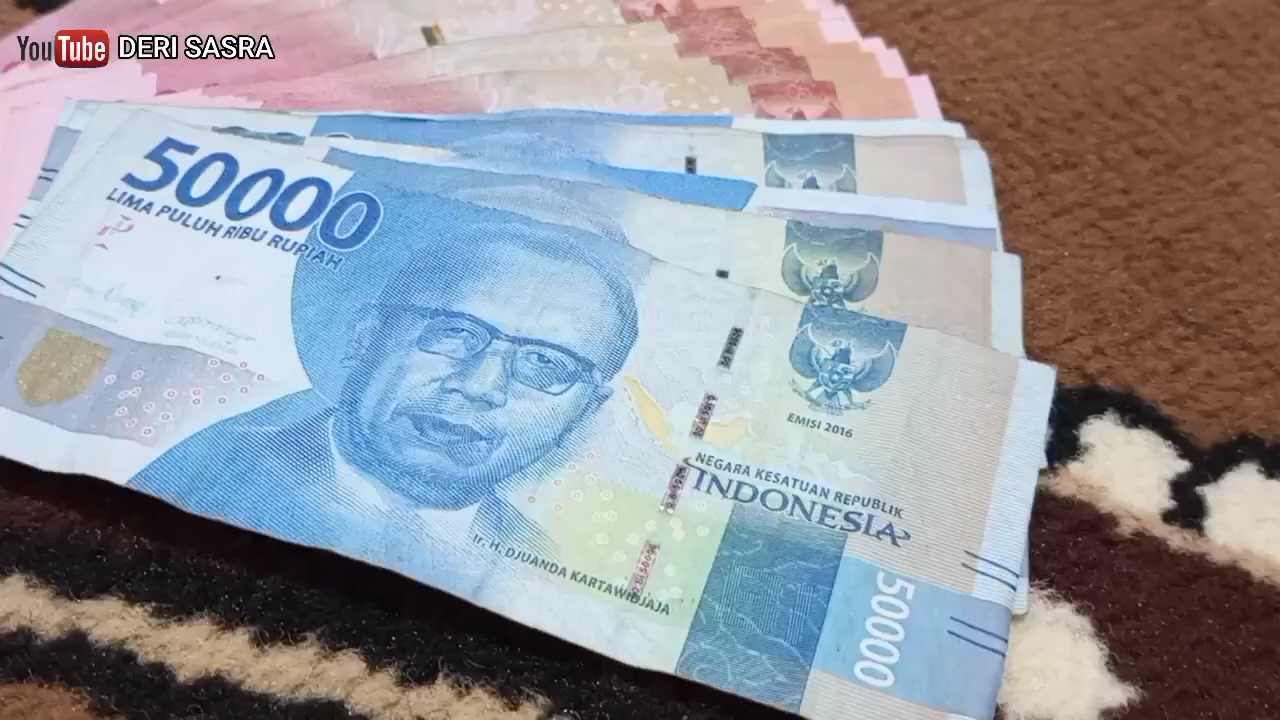 YouTube DERI SASRA
50000
LIMA PULUH RIBU RUPIAH
EMISI 2016
NEGARA KESATUAN REPUBLIK
INDONESIA
Ir. H. DJUANDA KARTAWIDJAJA
50000